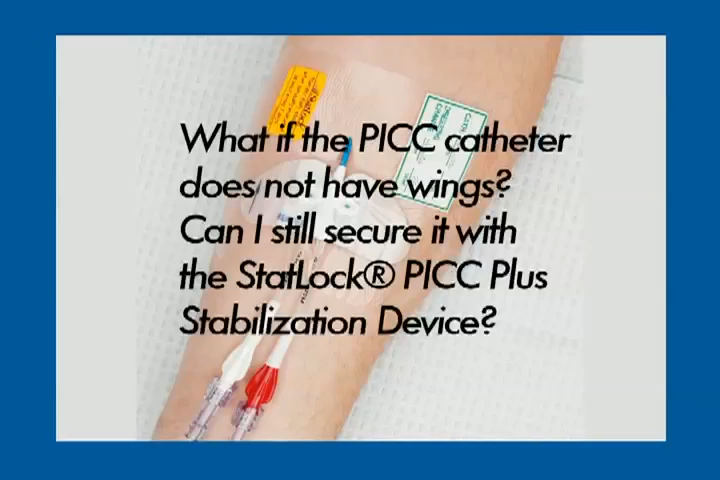 What if the PICC catheter
does not have wings?
Can I still secure it with
the StatLock® PICC Plus
Stabilization Device?